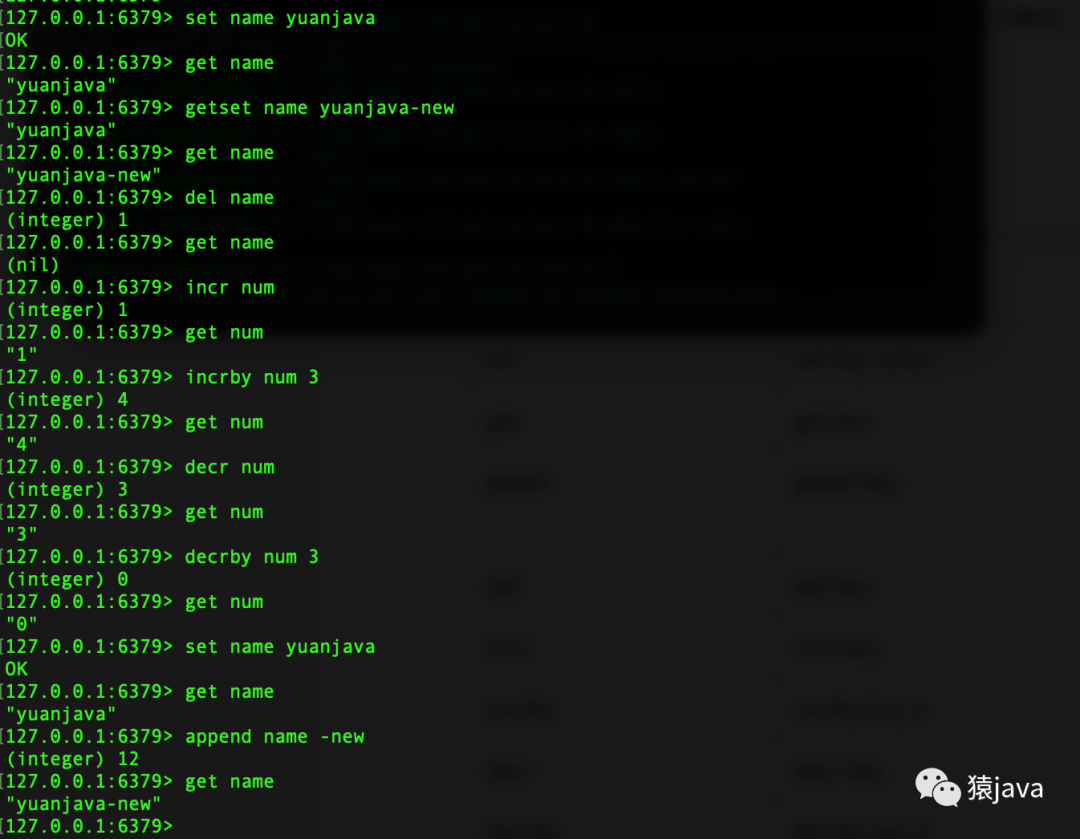 [127.0.0.1:6379> set name yuanjava
OK
[127.0.0.1:6379> get name
"yuanjava"
[127.0.0.1:6379> getset name yuanjava-new
"yuanjava"
[127.0.0.1:6379> get name
"yuanjava-new"
[127.0.0.1:6379> del name
(integer) 1
[127.0.0.1:6379> get name
(nil)
[127.0.0.1:6379> incr num
(integer) 1
[127.0.0.1:6379> get num
"1"
[127.0.0.1:6379> incrby num 3
(integer) 4
[127.0.0.1:6379> get num
"4"
[127.0.0.1:6379> decr num
(integer) 3
[127.0.0.1:6379> get num
"3"
[127.0.0.1:6379> decrby num 3
(integer) 0
[127.0.0.1:6379> get num
"0"
[127.0.0.1:6379> set name yuanjava
OK
[127.0.0.1:6379> get name
"yuanjava"
[127.0.0.1:6379> append name -new
(integer) 12
[127.0.0.1:6379> get name
"yuanjava-new"
[127.0.0.1:6379>
猿java